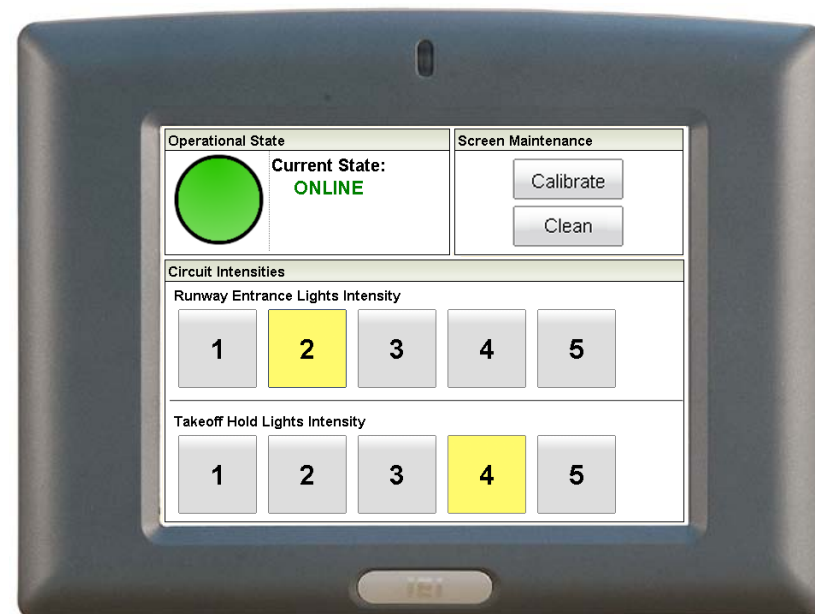 Operational State
Current State:
ONLINE
Screen Maintenance
Calibrate
Clean
Circuit Intensities
Runway Entrance Lights Intensity
1 2 3 4 5
Takeoff Hold Lights Intensity
1 2 3 4 5
iEi